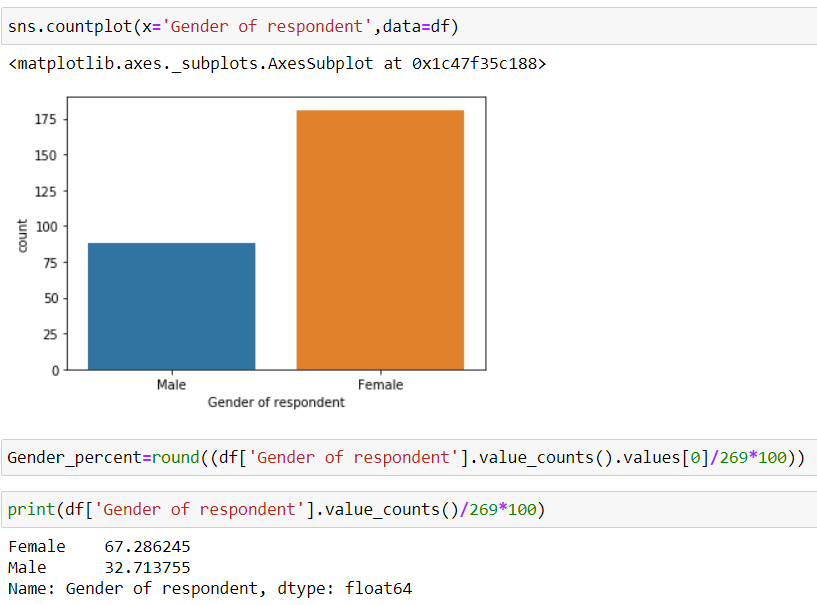 sns.countplot(x='Gender of respondent',data=df)
<matplotlib.axes._subplots.AxesSubplot at 0x1c47f35c188>
175
150
125
100
75
50
25
0
count
Male Female
Gender of respondent
Gender_percent=round((df['Gender of respondent'].value_counts().values[0]/269*100))
print(df['Gender of respondent'].value_counts()/269*100)
Female 67.286245
Male 32.713755
Name: Gender of respondent, dtype: float64